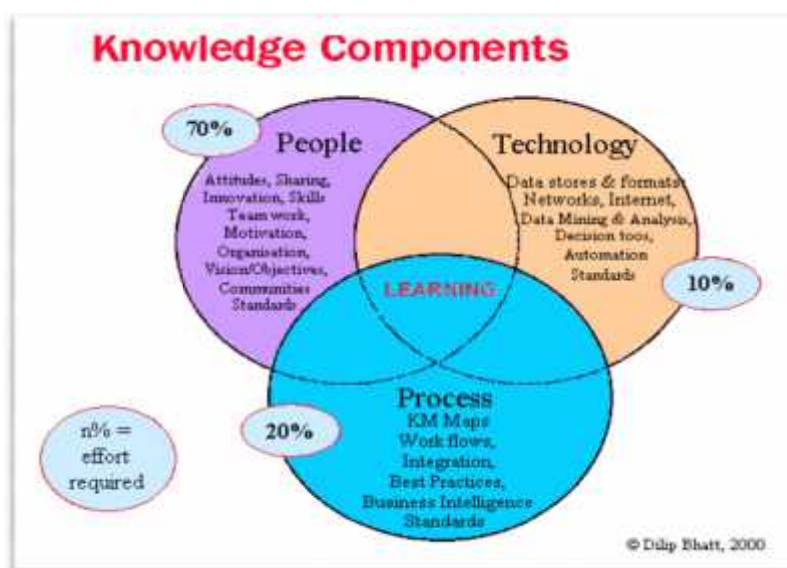 Knowledge Components
70%
People
Attitudes, Sharing,
Innovation, Skills
Team work,
Motivation,
Organisation,
Vision/Objectives,
Communities
Standards
Technology
Data stores & formats
Networks, Internet,
Data Mining & Analysis,
Decision toos,
Automation
Standards
10%
LEARNING
Process
KM Maps
Work flows,
Integration,
Best Practices,
Business Intelligence
Standards
20%
n% =
effort
required
© Dilip Bhatt, 2000